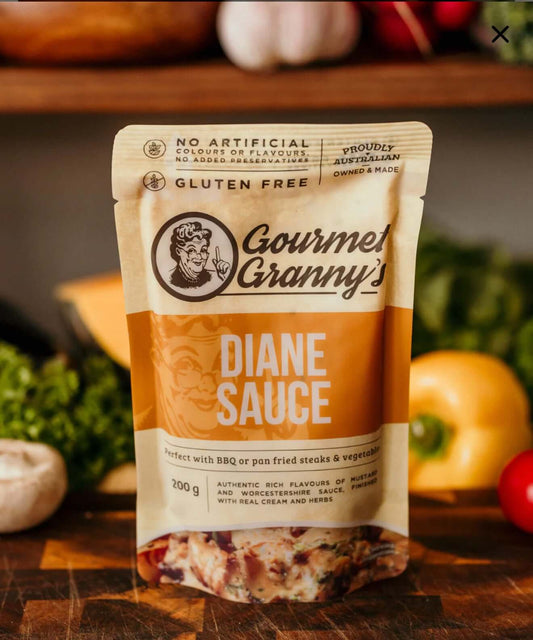 NO ARTIFICIAL
COLOURS OR FLAVOURS.
NO ADDED PRESERVATIVES
GLUTEN FREE
PROUDLY
AUSTRALIAN
OWNED & MADE
Gourmet
Granny's
DIANE
SAUCE
Perfect with BBQ or pan fried steaks & vegetables
200 g
AUTHENTIC RICH FLAVOURS OF MUSTARD
AND WORCESTERSHIRE SAUCE, FINISHED
WITH REAL CREAM AND HERBS